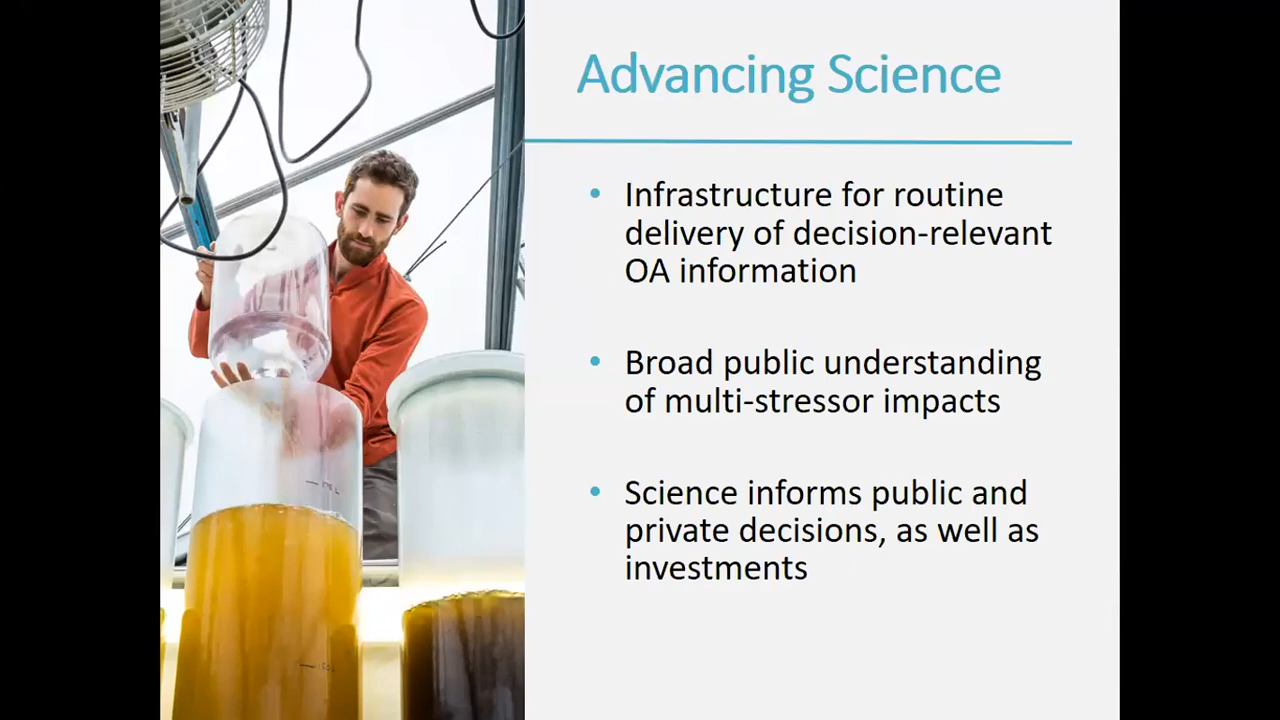 Advancing Science
• Infrastructure for routine
delivery of decision-relevant
OA information
• Broad public understanding
of multi-stressor impacts
• Science informs public and
private decisions, as well as
investments